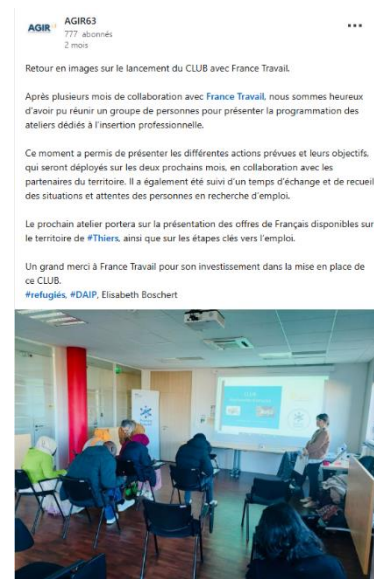 AGIR
AGIR63
777 abonnés
2 mois
Retour en images sur le lancement du CLUB avec France Travail.
Après plusieurs mois de collaboration avec France Travail, nous sommes heureux
d'avoir pu réunir un groupe de personnes pour présenter la programmation des
ateliers dédiés à l'insertion professionnelle.
Ce moment a permis de présenter les différentes actions prévues et leurs objectifs,
qui seront déployés sur les deux prochains mois, en collaboration avec les
partenaires du territoire. Il a également été suivi d'un temps d'échange et de recueil
des situations et attentes des personnes en recherche d'emploi.
Le prochain atelier portera sur la présentation des offres de Français disponibles sur
le territoire de #Thiers, ainsi que sur les étapes clés vers l'emploi.
Un grand merci à France Travail pour son investissement dans la mise en place de
ce CLUB.
#refugiés, #DAIP, Elisabeth Boschert
CLUB